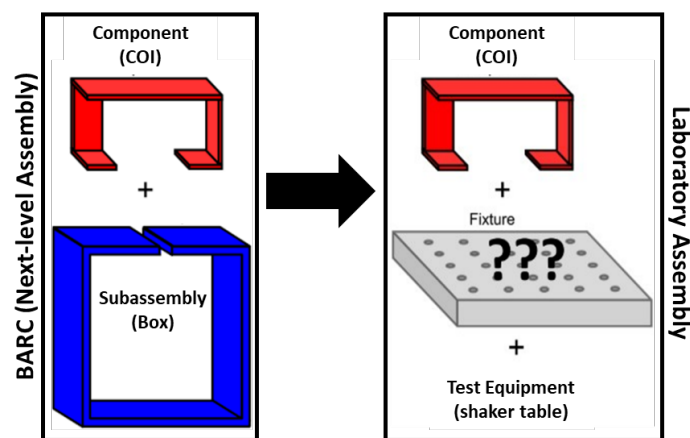 BARC (Next-level Assembly)
Component
(COI)
+
Subassembly
(Box)
Component
(COI)
+
Fixture
???
+
Test Equipment
(shaker table)
Laboratory Assembly